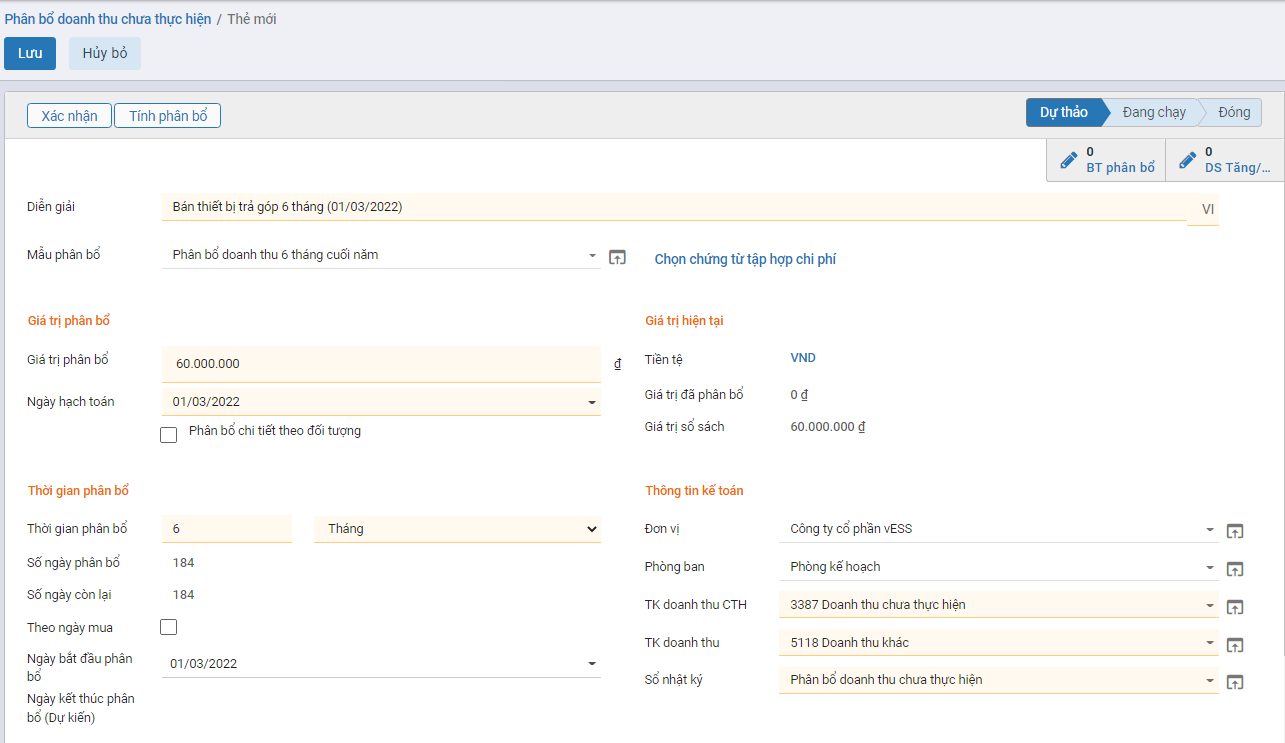 Phân bổ doanh thu chưa thực hiện / Thẻ mới
Lưu
Hủy bỏ
Xác nhận
Tính phân bổ
Dự thảo
Đang chạy
Đóng
0
BT phân bổ
0
DS Tăng/...
Diễn giải
Bán thiết bị trả góp 6 tháng (01/03/2022)
VI
Mẫu phân bổ
Phân bổ doanh thu 6 tháng cuối năm
Chọn chứng từ tập hợp chi phí
Giá trị phân bổ
Giá trị hiện tại
Giá trị phân bổ
60.000.000
₫
Tiền tệ
VND
Ngày hạch toán
01/03/2022
Giá trị đã phân bổ
0 ₫
Phân bổ chi tiết theo đối tượng
Giá trị sổ sách
60.000.000 ₫
Thời gian phân bổ
Thông tin kế toán
Thời gian phân bổ
6
Tháng
Đơn vị
Công ty cổ phần vESS
Số ngày phân bổ
184
Phòng ban
Phòng kế hoạch
Số ngày còn lại
184
TK doanh thu CTH
3387 Doanh thu chưa thực hiện
Theo ngày mua
TK doanh thu
5118 Doanh thu khác
Ngày bắt đầu phân
bổ
01/03/2022
Sổ nhật ký
Phân bổ doanh thu chưa thực hiện
Ngày kết thúc phân
bổ (Dự kiến)